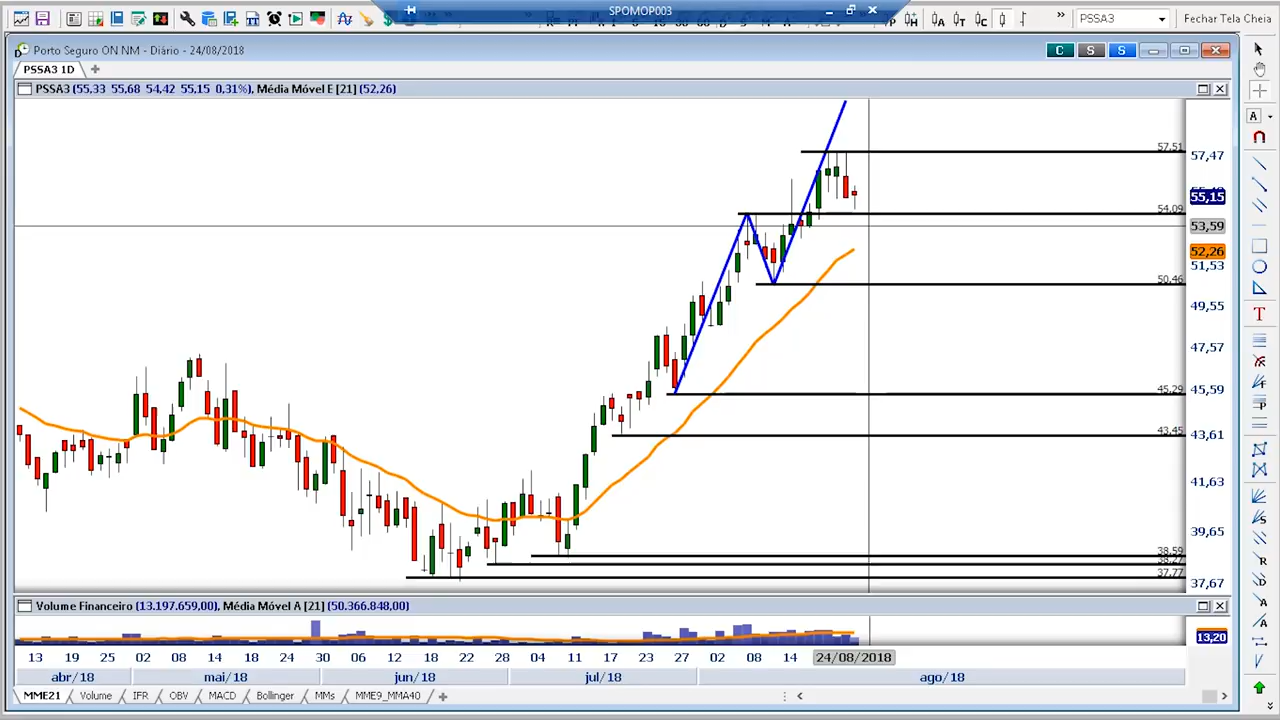 SPOMOP003
PSSA3
Fechar Tela Cheia
Porto Seguro ON NM - Diário - 24/08/2018
C S S
PSSA3 1D
PSSA3 (55,33 55,68 54,42 55,15 0,31%), Média Móvel E [21] (52,26)
57,51
57,47
55,15
54,09
53,59
52,26
51,53
50,46
49,55
47,57
45,59
45,29
43,45
43,61
41,63
39,65
38,59
38,27
37,77
37,67
Volume Financeiro (13.197.659,00), Média Móvel A [21] (50.366.848,00)
13,20
13 19 25 02 08 14 18 24 30 06 12 18 22 28 04 11 17 23 27 02 08 14 24/08/2018
abr/18 mai/18 jun/18 jul/18 ago/18
MME21 Volume IFR OBV MACD Bollinger MMs MME9_MMA40